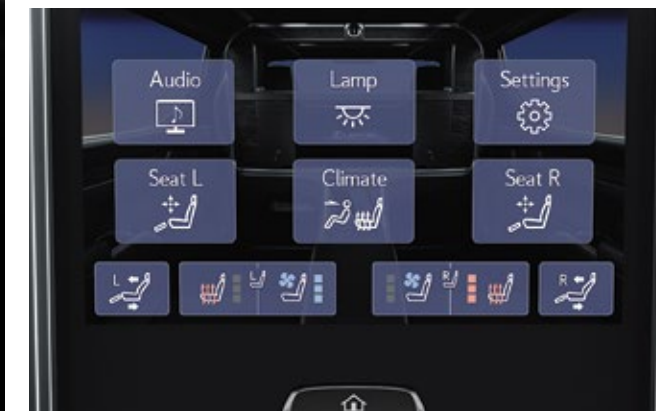 Audio
Lamp
Settings
Seat L
Climate
Seat R
L
L
R
R